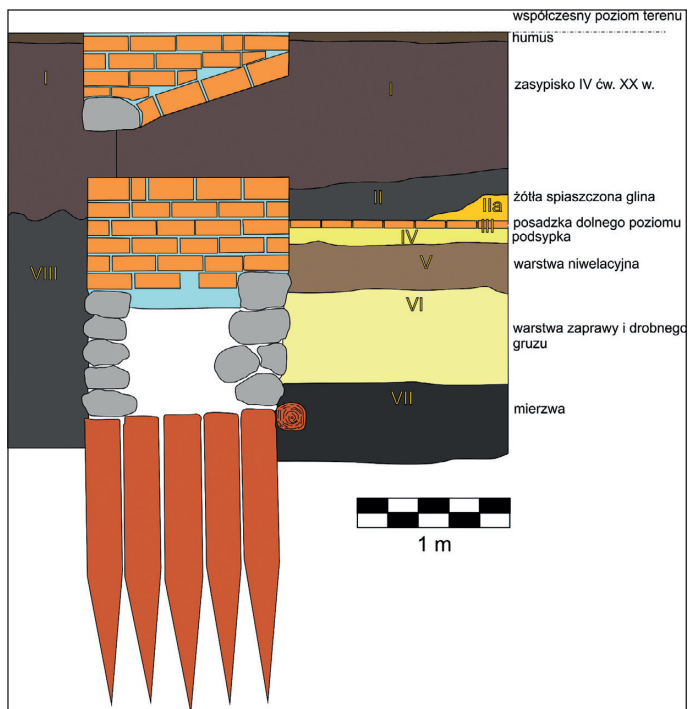 współczesny poziom terenu
humus
I
I
zasypisko IV ćw. XX w.
II
żółta spiaszczona glina
IIa
III
posadzka dolnego poziomu
IV
podsypka
VIII
V
warstwa niwelacyjna
VI
warstwa zaprawy i drobnego
gruzu
VII
mierzwa
1 m